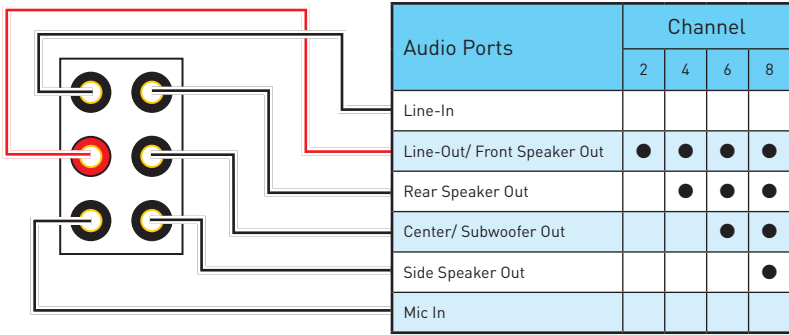 Audio Ports
Channel
2 4 6 8
Line-In
Line-Out/ Front Speaker Out ● ● ● ●
Rear Speaker Out ● ● ●
Center/ Subwoofer Out ● ●
Side Speaker Out ●
Mic In